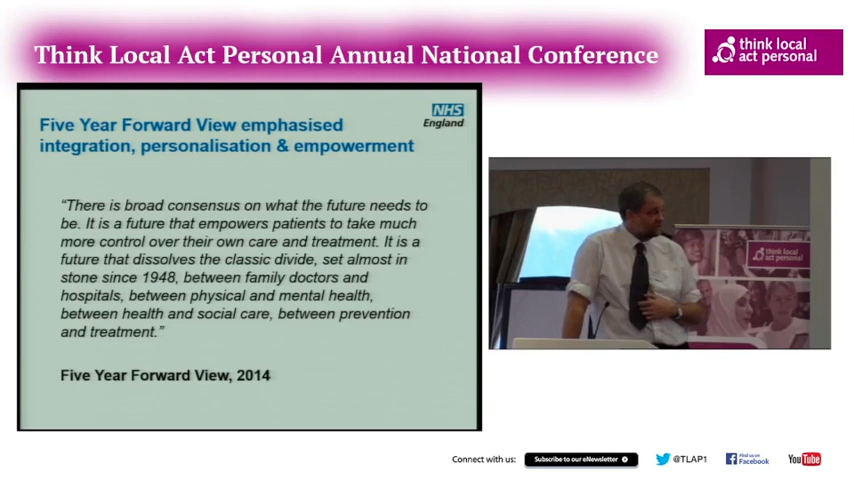 Think Local Act Personal Annual National Conference
think local
act personal
NHS
England
Five Year Forward View emphasised
integration, personalisation & empowerment
“There is broad consensus on what the future needs to
be. It is a future that empowers patients to take much
more control over their own care and treatment. It is a
future that dissolves the classic divide, set almost in
stone since 1948, between family doctors and
hospitals, between physical and mental health,
between health and social care, between prevention
and treatment.”
Five Year Forward View, 2014
think local
act personal
Connect with us:
Subscribe to our eNewsletter
@TLAP1
Find us on
Facebook
YouTube